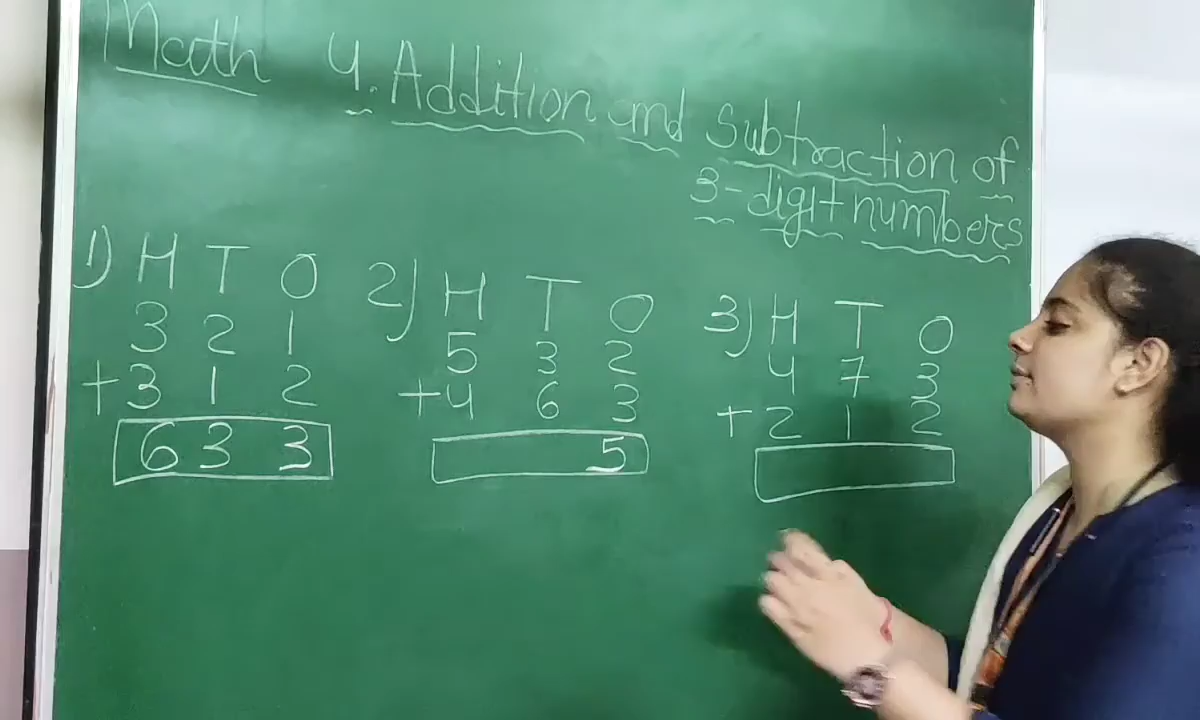 Math 4. Addition and Subtraction of
3-digit numbers
1) H T O
3 2 1
+3 1 2
6 3 3
2) H T O
5 3 2
+4 6 3
5
3) H T O
4 7 3
+2 1 2